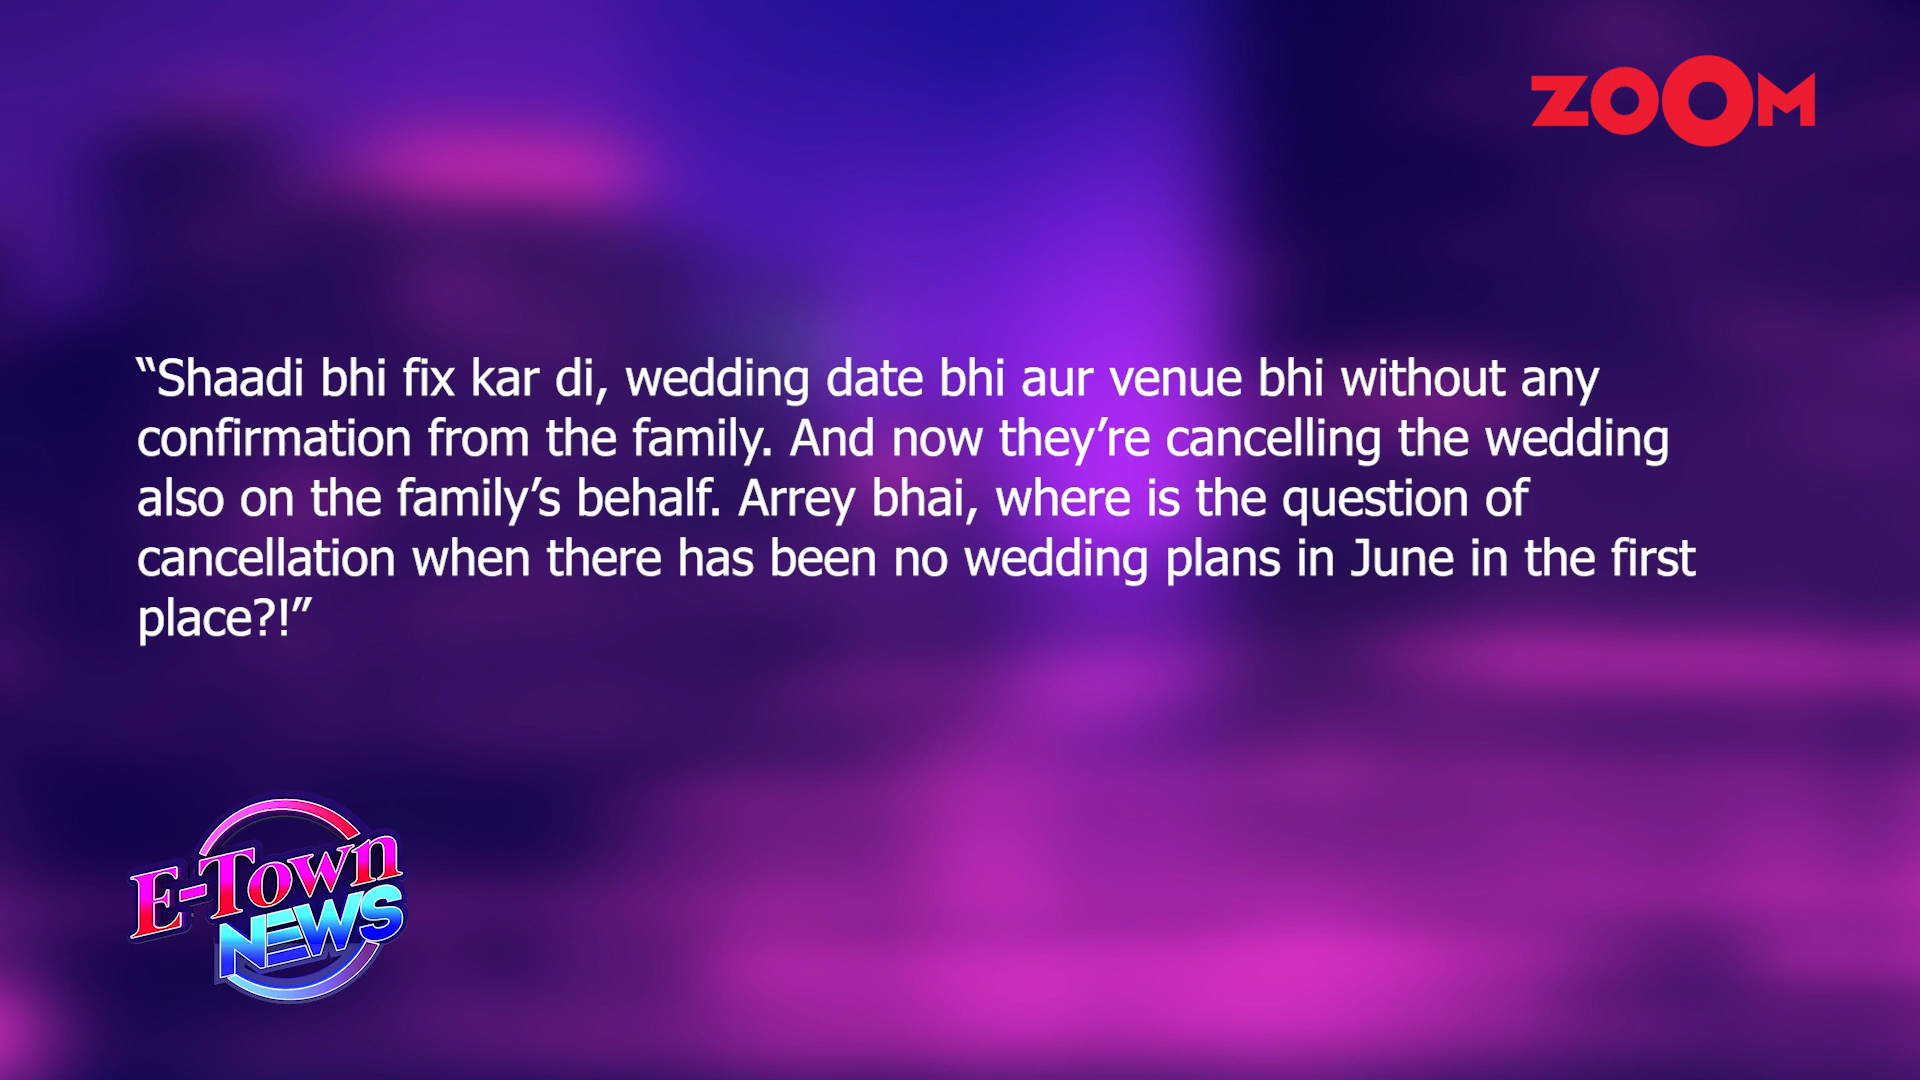 ZOOM
“Shaadi bhi fix kar di, wedding date bhi aur venue bhi without any
confirmation from the family. And now they’re cancelling the wedding
also on the family’s behalf. Arrey bhai, where is the question of
cancellation when there has been no wedding plans in June in the first
place?!”
E-Town
NEWS